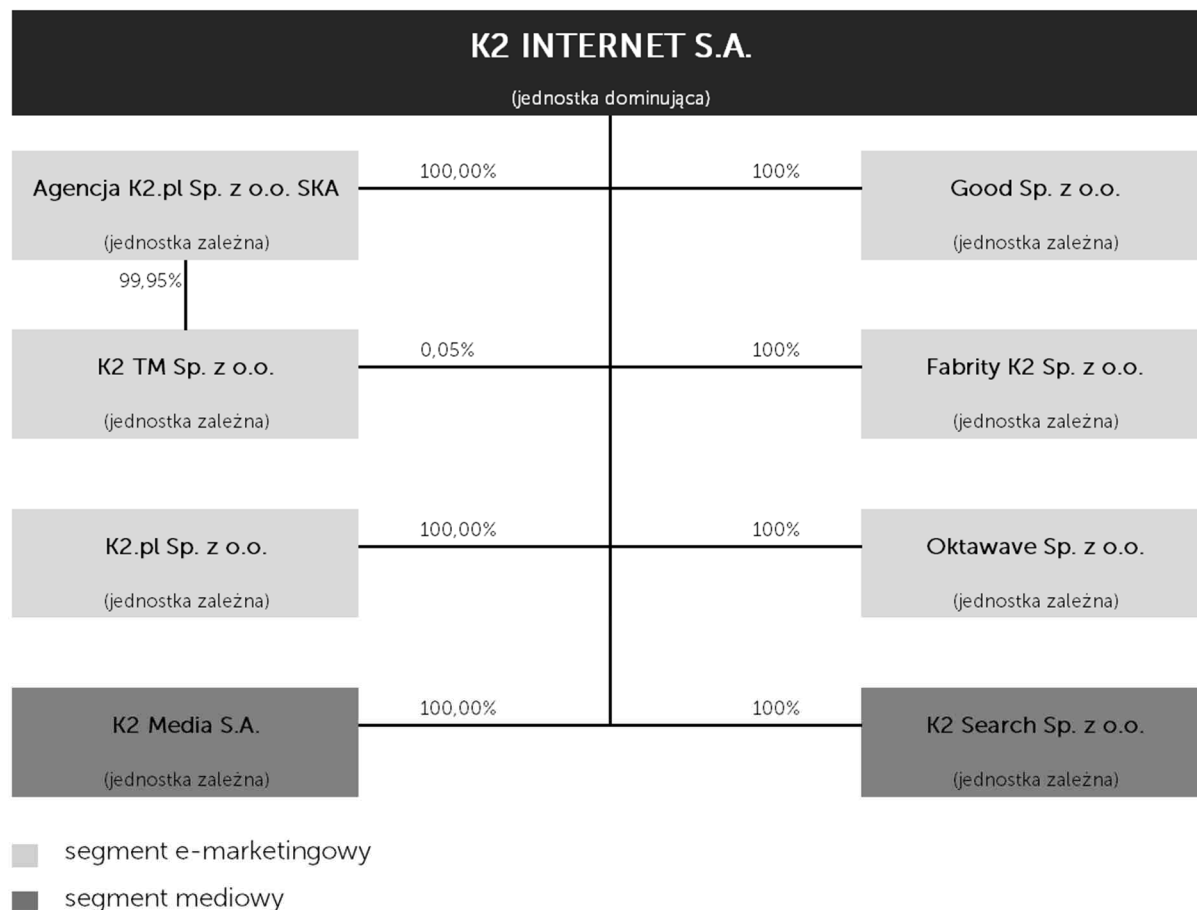 K2 INTERNET S.A.
(jednostka dominująca)
Agencja K2.pl Sp. z o.o. SKA
(jednostka zależna)
100,00%
100%
Good Sp. z o.o.
(jednostka zależna)
99,95%
K2 TM Sp. z o.o.
(jednostka zależna)
0,05%
100%
Fabrity K2 Sp. z o.o.
(jednostka zależna)
K2.pl Sp. z o.o.
(jednostka zależna)
100,00%
100%
Oktawave Sp. z o.o.
(jednostka zależna)
K2 Media S.A.
(jednostka zależna)
100,00%
100%
K2 Search Sp. z o.o.
(jednostka zależna)
segment e-marketingowy
segment mediowy